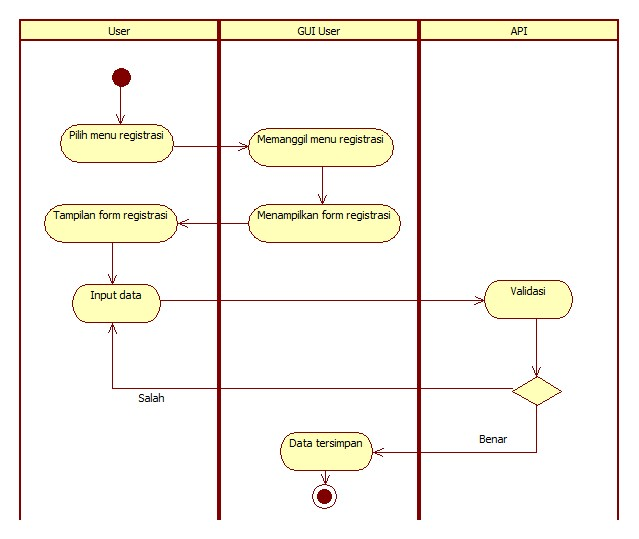 User
GUI User
API
Pilih menu registrasi
Memanggil menu registrasi
Tampilan form registrasi
Menampilkan form registrasi
Input data
Validasi
Salah
Benar
Data tersimpan